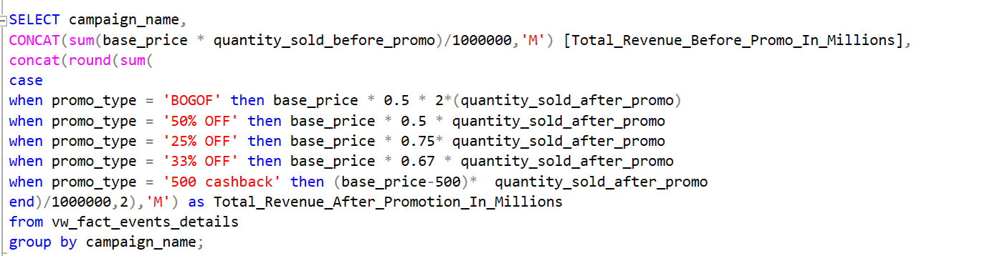 SELECT campaign_name,
CONCAT(sum(base_price * quantity_sold_before_promo)/1000000,'M') [Total_Revenue_Before_Promo_In_Millions],
concat(round(sum(
case
when promo_type = 'BOGOF' then base_price * 0.5 * 2*(quantity_sold_after_promo)
when promo_type = '50% OFF' then base_price * 0.5 * quantity_sold_after_promo
when promo_type = '25% OFF' then base_price * 0.75* quantity_sold_after_promo
when promo_type = '33% OFF' then base_price * 0.67 * quantity_sold_after_promo
when promo_type = '500 cashback' then (base_price-500)*  quantity_sold_after_promo
end)/1000000,2),'M') as Total_Revenue_After_Promotion_In_Millions
from vw_fact_events_details
group by campaign_name;